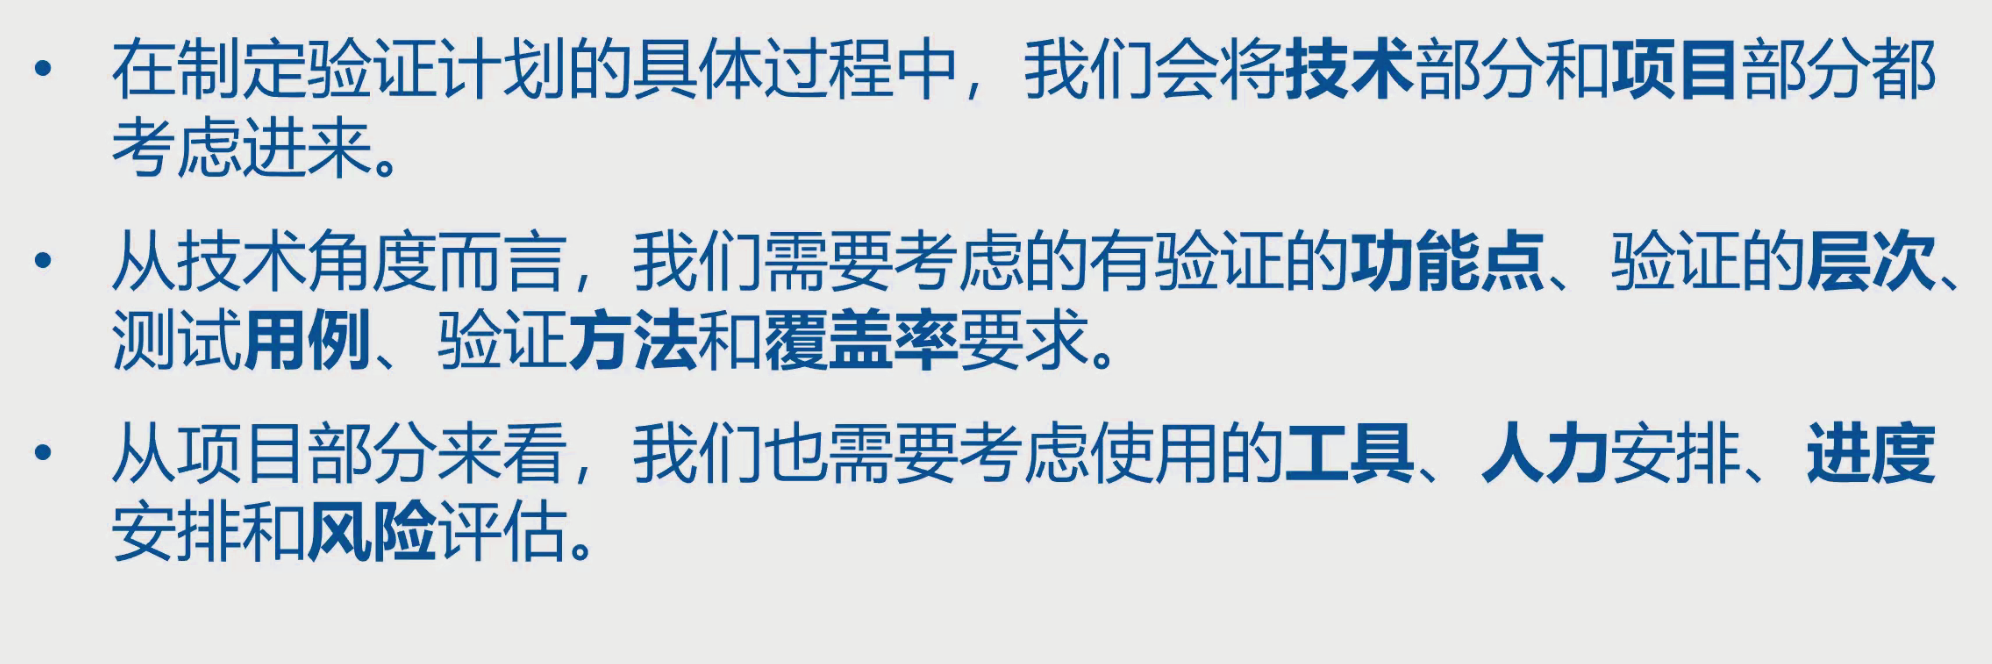 • 在制定验证计划的具体过程中，我们会将技术部分和项目部分都
考虑进来。
• 从技术角度而言，我们需要考虑的有验证的功能点、验证的层次、
测试用例、验证方法和覆盖率要求。
• 从项目部分来看，我们也需要考虑使用的工具、人力安排、进度
安排和风险评估。